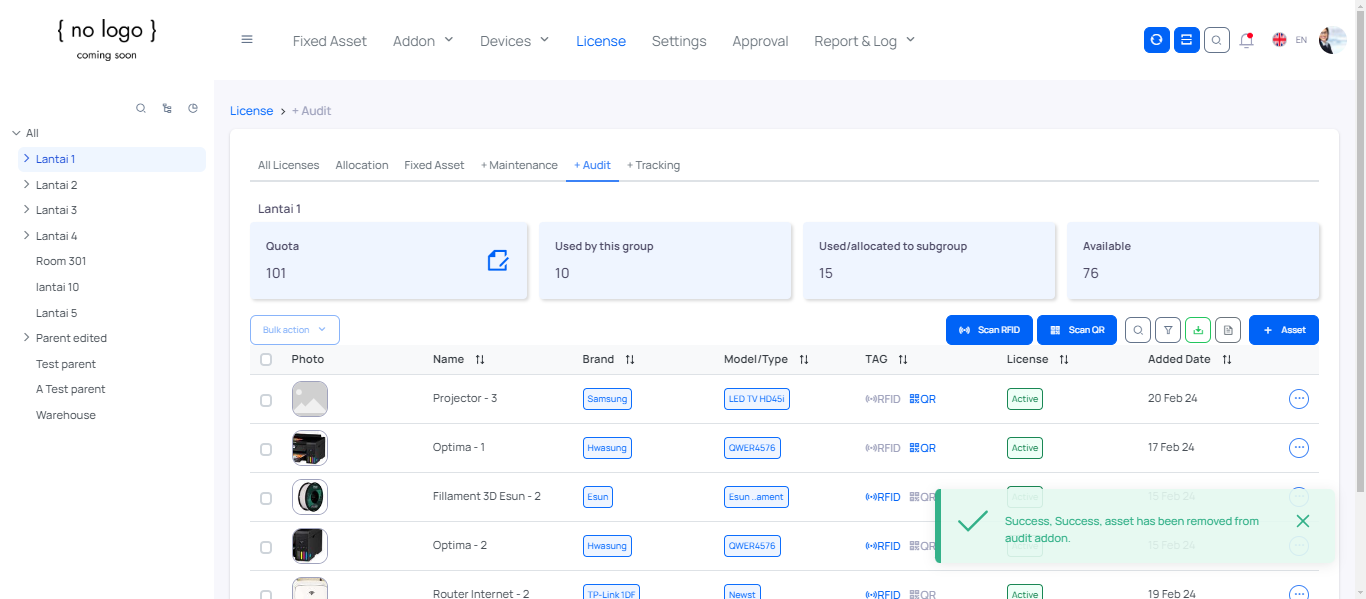 { no logo }
coming soon
Fixed Asset Addon Devices License Settings Approval Report & Log EN
All
Lantai 1
Lantai 2
Lantai 3
Lantai 4
Room 301
lantai 10
Lantai 5
Parent edited
Test parent
A Test parent
Warehouse
License > + Audit
All Licenses Allocation Fixed Asset + Maintenance + Audit + Tracking
Lantai 1
Quota Used by this group Used/allocated to subgroup Available
101 10 15 76
Bulk action Scan RFID Scan QR + Asset
Photo Name Brand Model/Type TAG License Added Date
Projector - 3 Samsung LED TV HD45i RFID QR Active 20 Feb 24
Optima - 1 Hwasung QWER4576 RFID QR Active 17 Feb 24
Fillament 3D Esun - 2 Esun Esun ..ament RFID QR Active 15 Feb 24
Optima - 2 Hwasung QWER4576 RFID QR Active 15 Feb 24
Router Internet - 2 TP-Link 1DF Newst RFID QR Active 19 Feb 24
Success, Success, asset has been removed from
audit addon.